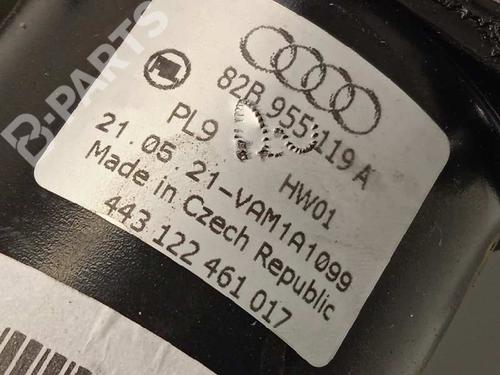 B-PARTS
82B 955 119 A
PL9 HW01
21.05.21-VAM1A1099
Made in Czech Republic
443 122 461 017